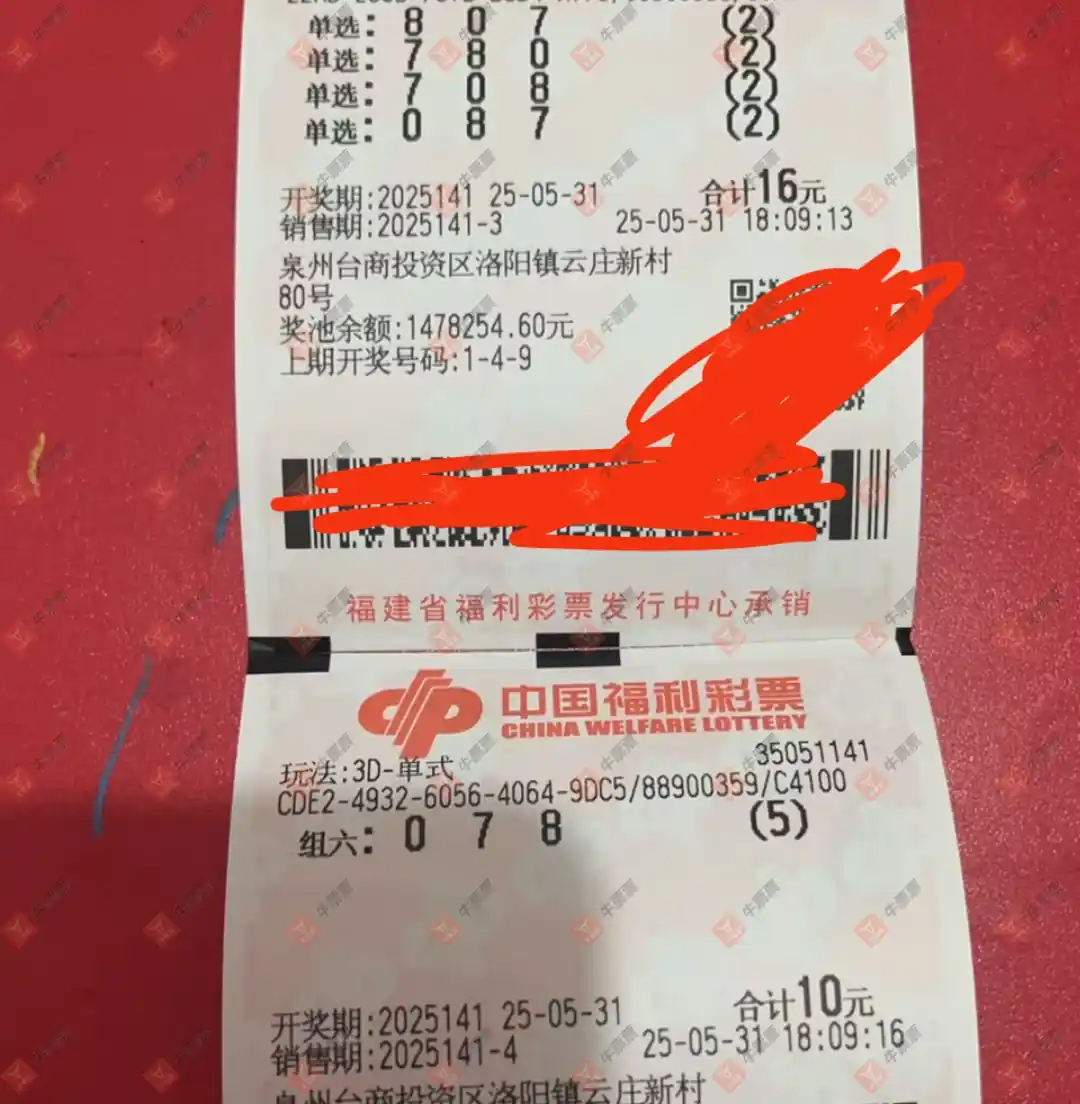 单选: 8 0 7 (2)
单选: 7 8 0 (2)
单选: 7 0 8 (2)
单选: 0 8 7 (2)
开奖期:2025141 25-05-31 合计16元
销售期:2025141-3 25-05-31 18:09:13
泉州台商投资区洛阳镇云庄新村
80号
奖池余额:1478254.60元
上期开奖号码:1-4-9
福建省福利彩票发行中心承销
中国福利彩票
CHINA WELFARE LOTTERY
35051141
玩法:3D-单式
CDE2-4932-6056-4064-9DC5/88900359/C4100
组六: 0 7 8 (5)
开奖期:2025141 25-05-31 合计10元
销售期:2025141-4 25-05-31 18:09:16
泉州台商投资区洛阳镇云庄新村
牛票票